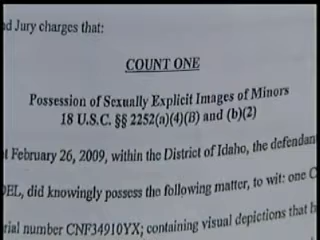 d Jury charges that:
COUNT ONE
Possession of Sexually Explicit Images of Minors
18 U.S.C. §§ 2252(a)(4)(B) and (b)(2)
t February 26, 2009, within the District of Idaho, the defendan
DEL, did knowingly possess the following matter, to wit: one C
rial number CNF34910YX; containing visual depictions that h